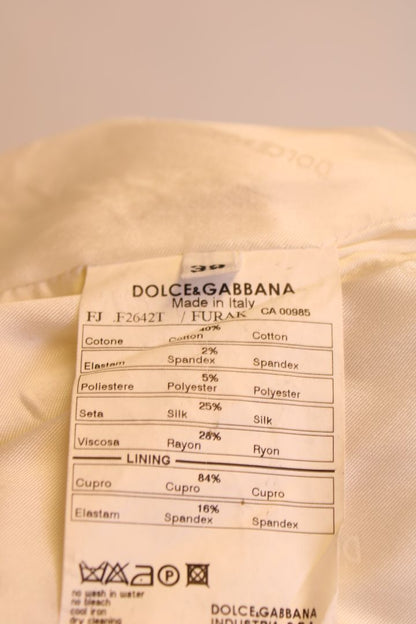 38
DOLCE&GABBANA
Made in Italy
FJ .F2642T / FURAK CA 00985
40%
Cotone Cotton Cotton
2%
Elastam Spandex Spandex
5%
Poliestere Polyester Polyester
25%
Seta Silk Silk
28%
Viscosa Rayon Ryon
LINING
84%
Cupro Cupro Cupro
16%
Elastam Spandex Spandex
P
no wash in water
no bleach
cool iron
dry cleaning
DOLCE&GABBANA